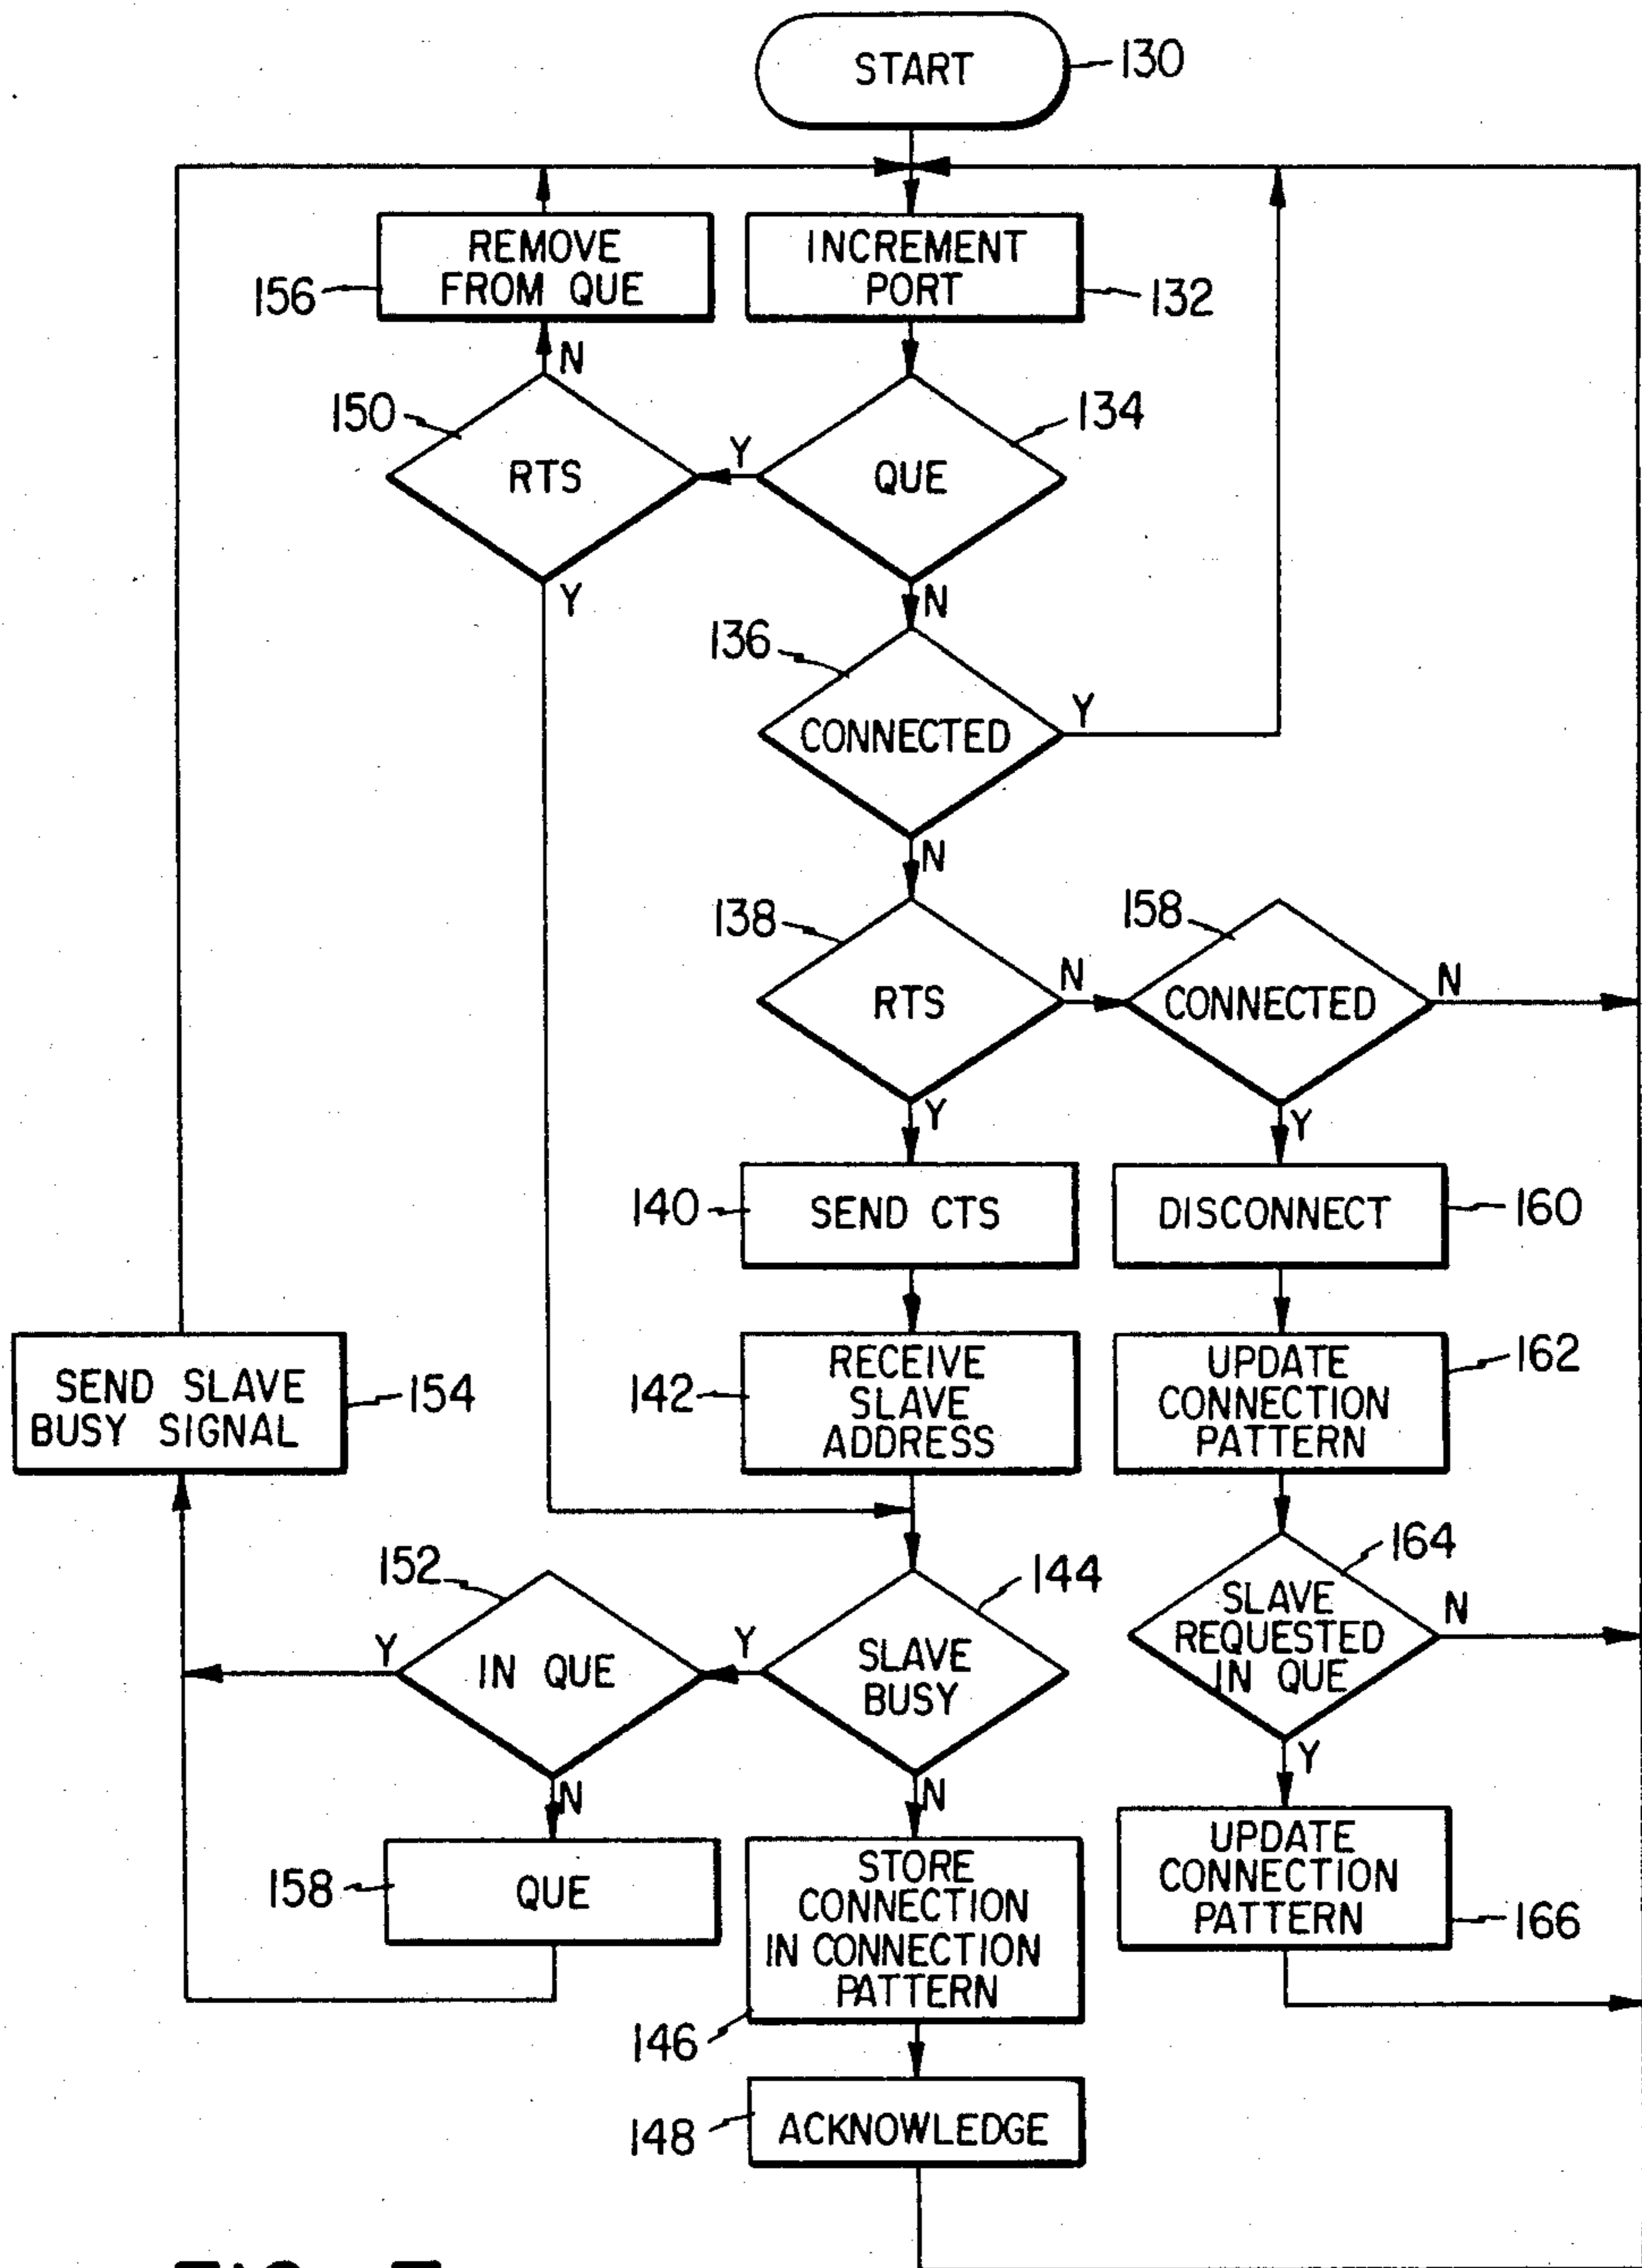 START
130
REMOVE
FROM QUE
156
INCREMENT
PORT
132
N
150
RTS
Y
134
QUE
Y
N
136
CONNECTED
Y
N
138
RTS
N
158
CONNECTED
N
Y
Y
140
SEND CTS
DISCONNECT
160
SEND SLAVE
BUSY SIGNAL
154
142
RECEIVE
SLAVE
ADDRESS
UPDATE
CONNECTION
PATTERN
162
152
IN QUE
Y
Y
144
SLAVE
BUSY
164
SLAVE
REQUESTED
IN QUE
N
N
N
Y
158
QUE
STORE
CONNECTION
IN CONNECTION
PATTERN
146
UPDATE
CONNECTION
PATTERN
166
148
ACKNOWLEDGE